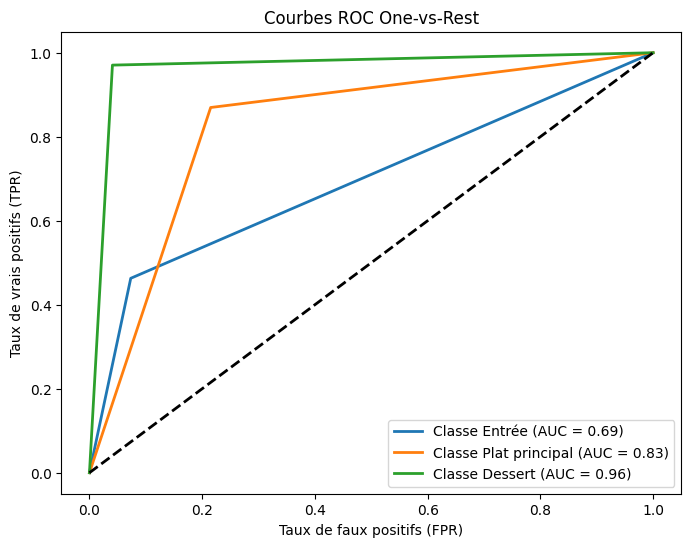 Courbes ROC One-vs-Rest
Taux de vrais positifs (TPR)
1.0
0.8
0.6
0.4
0.2
0.0
0.0 0.2 0.4 0.6 0.8 1.0
Taux de faux positifs (FPR)
Classe Entrée (AUC = 0.69)
Classe Plat principal (AUC = 0.83)
Classe Dessert (AUC = 0.96)